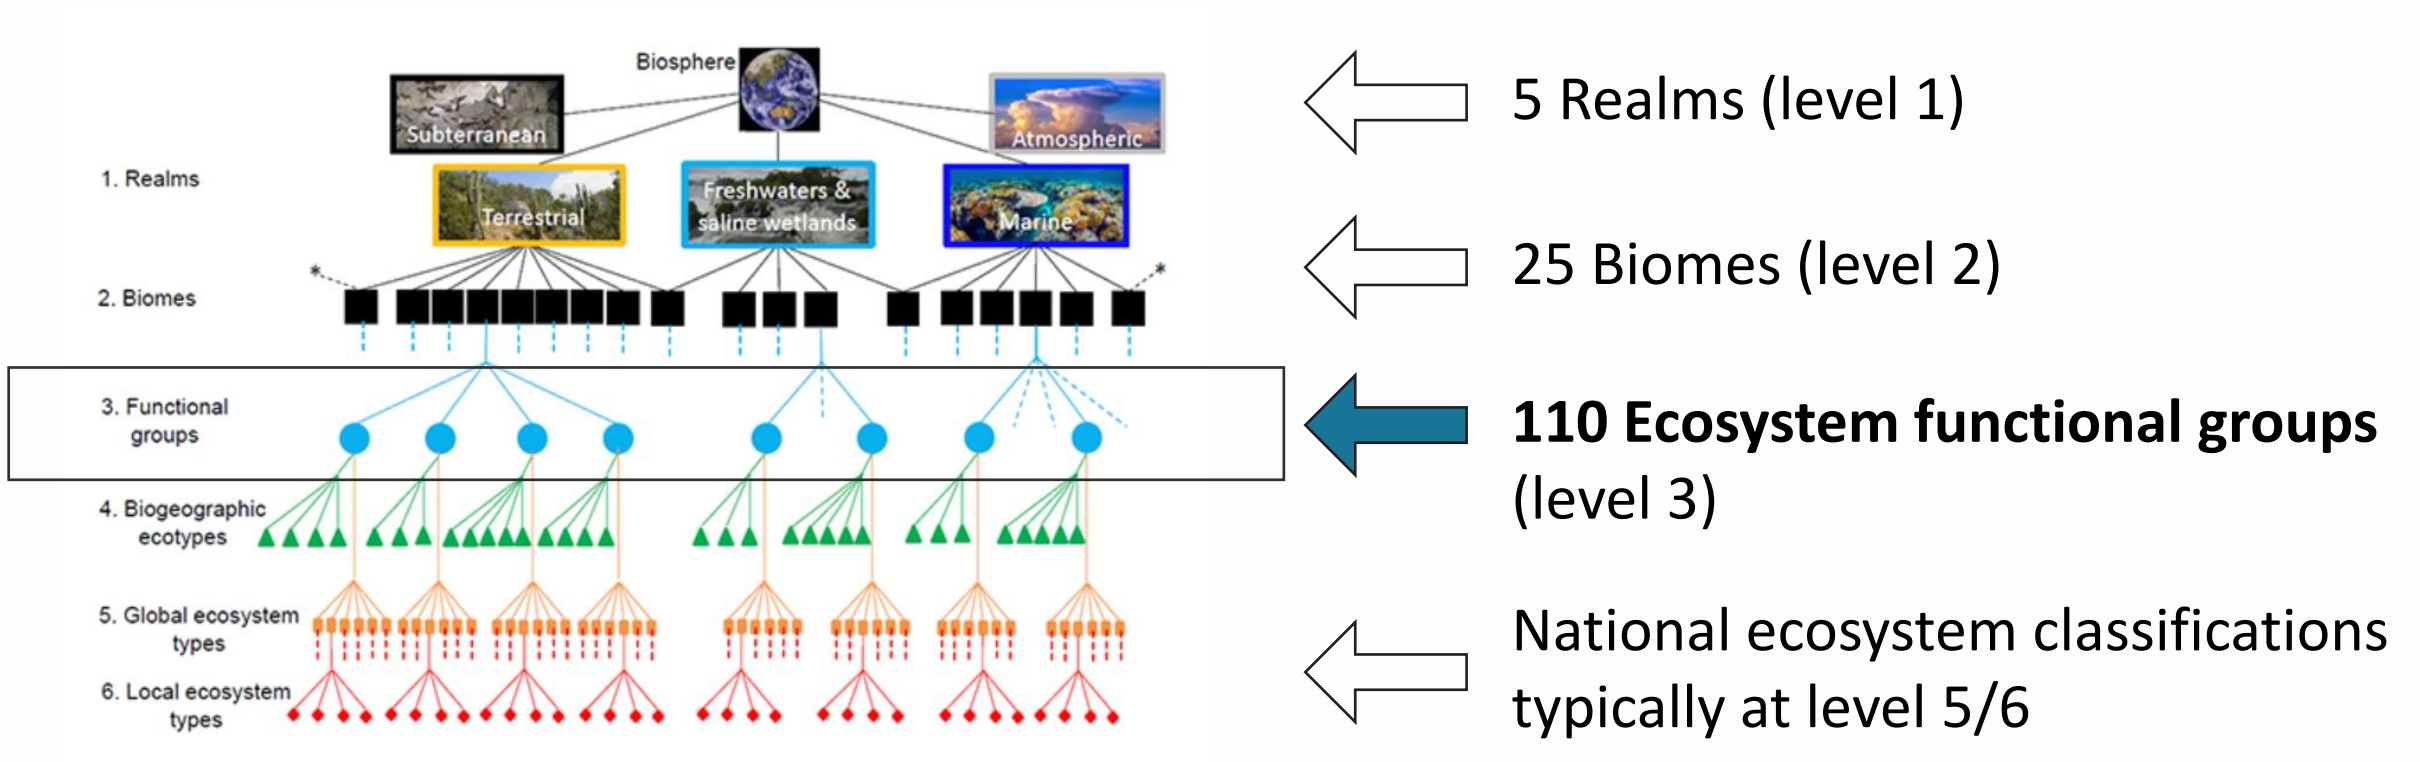 Biosphere
Subterranean
Atmospheric
1. Realms
Terrestrial
Freshwaters &
saline wetlands
Marine
*
*
2. Biomes
3. Functional
groups
4. Biogeographic
ecotypes
5. Global ecosystem
types
6. Local ecosystem
types
5 Realms (level 1)
25 Biomes (level 2)
110 Ecosystem functional groups
(level 3)
National ecosystem classifications
typically at level 5/6